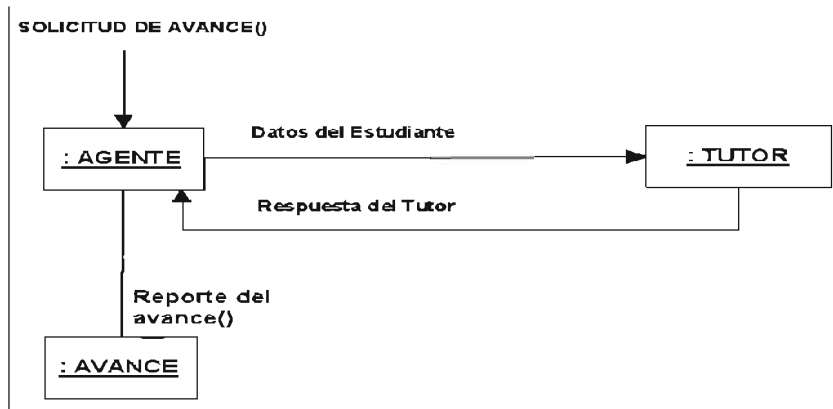 SOLICITUD DE AVANCE()
Datos del Estudiante
: AGENTE
: TUTOR
Respuesta del Tutor
Reporte del
avance()
: AVANCE